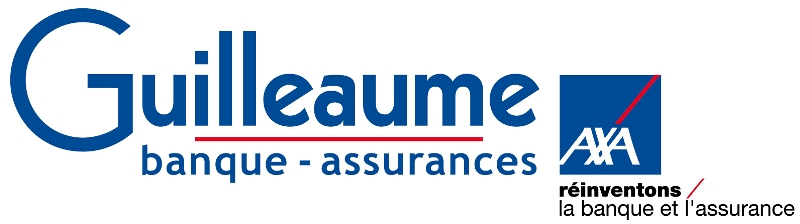 Guilleaume
banque - assurances
AXA
réinventons /
la banque et l'assurance